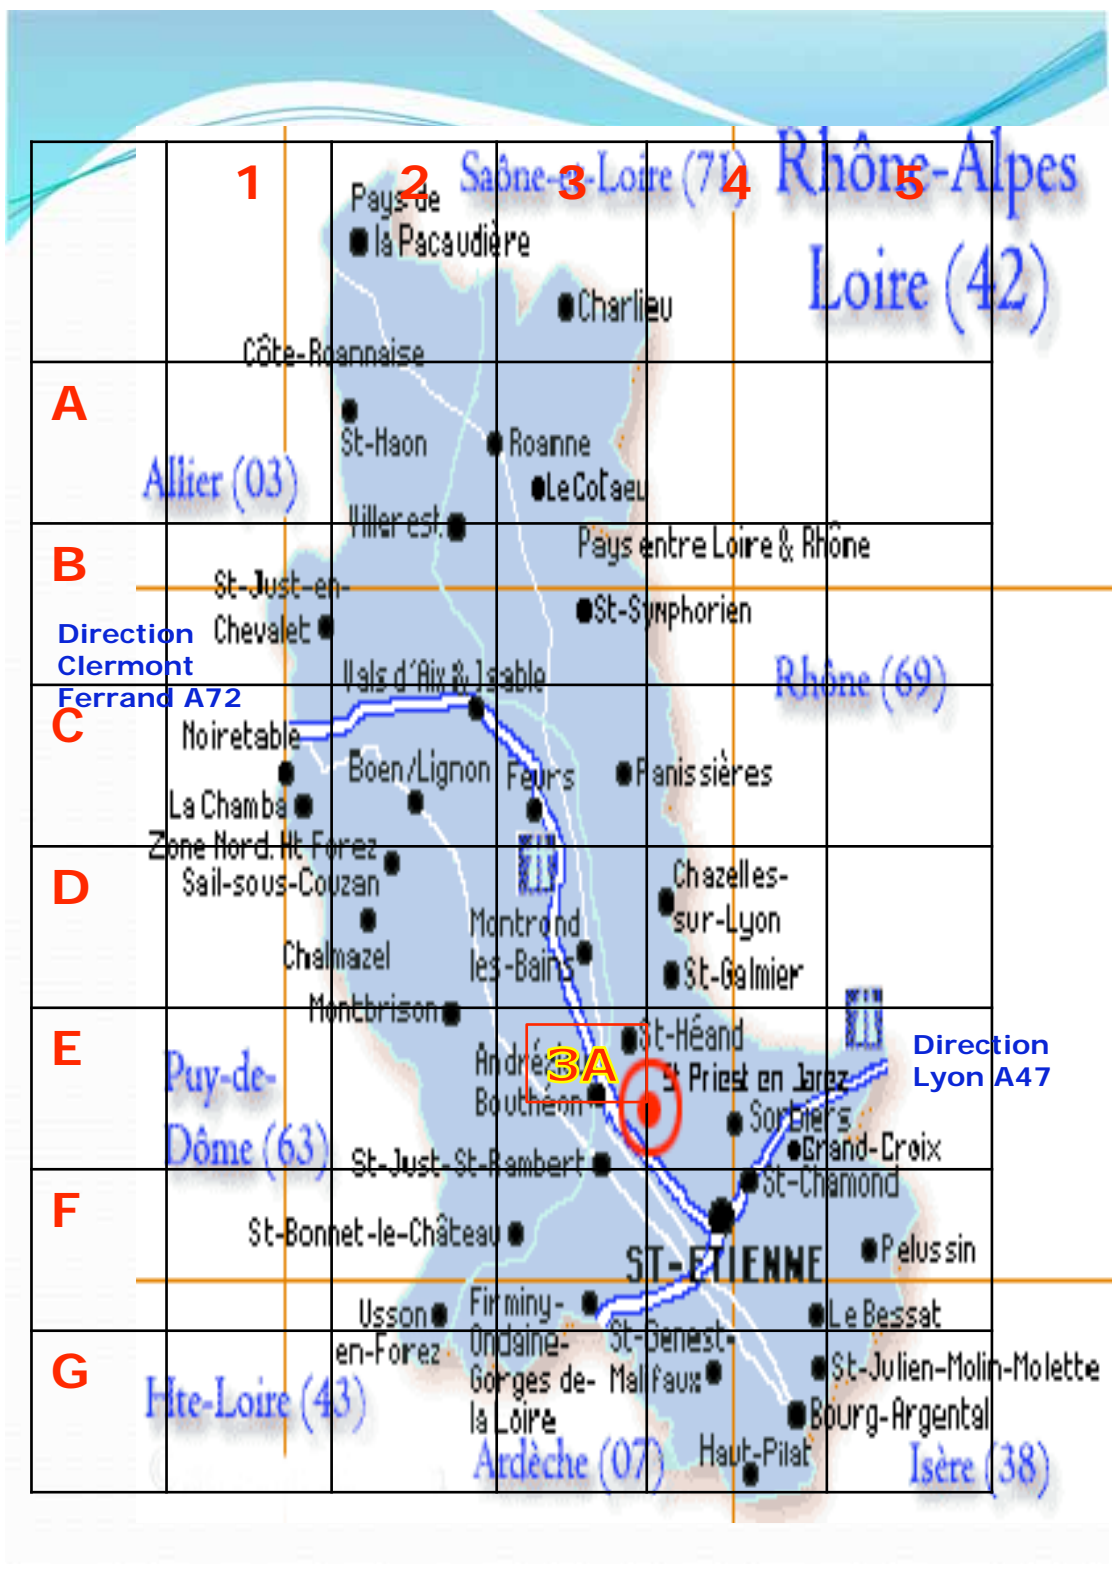 Rhône-Alpes
Loire (42)
Saône-et-Loire (71)
1
2
3
4
5
Pays de
la Pacaudière
Charlieu
Côte-Roannaise
A
St-Haon
Roanne
Allier (03)
Le Coteau
Villerest
B
Pays entre Loire & Rhône
St-Just-en-
Chevalet
St-Symphorien
Direction
Clermont
Ferrand A72
Vals d'Aix & Isable
Rhône (69)
C
Noiretable
Boen/Lignon
Feurs
Panissières
La Chamba
Zone Nord. Ht Forez
D
Sail-sous-Couzan
Chazelles-
sur-Lyon
Montrond
les-Bains
Chalmazel
St-Galmier
Montbrison
E
St-Héand
Direction
Lyon A47
3A
Bouthéon
St Priest en Jarez
Puy-de-
Dôme (63)
Sorbiers
Grand-Croix
St-Just-St-Rambert
St-Chamond
F
St-Bonnet-le-Château
Pelussin
ST-ETIENNE
Usson
en-Forez
Firminy-
Ondaine-
Gorges de-
la Loire
Le Bessat
St-Genest-
Malifaux
G
St-Julien-Molin-Molette
Hte-Loire (43)
Bourg-Argental
Haut-Pilat
Ardèche (07)
Isère (38)